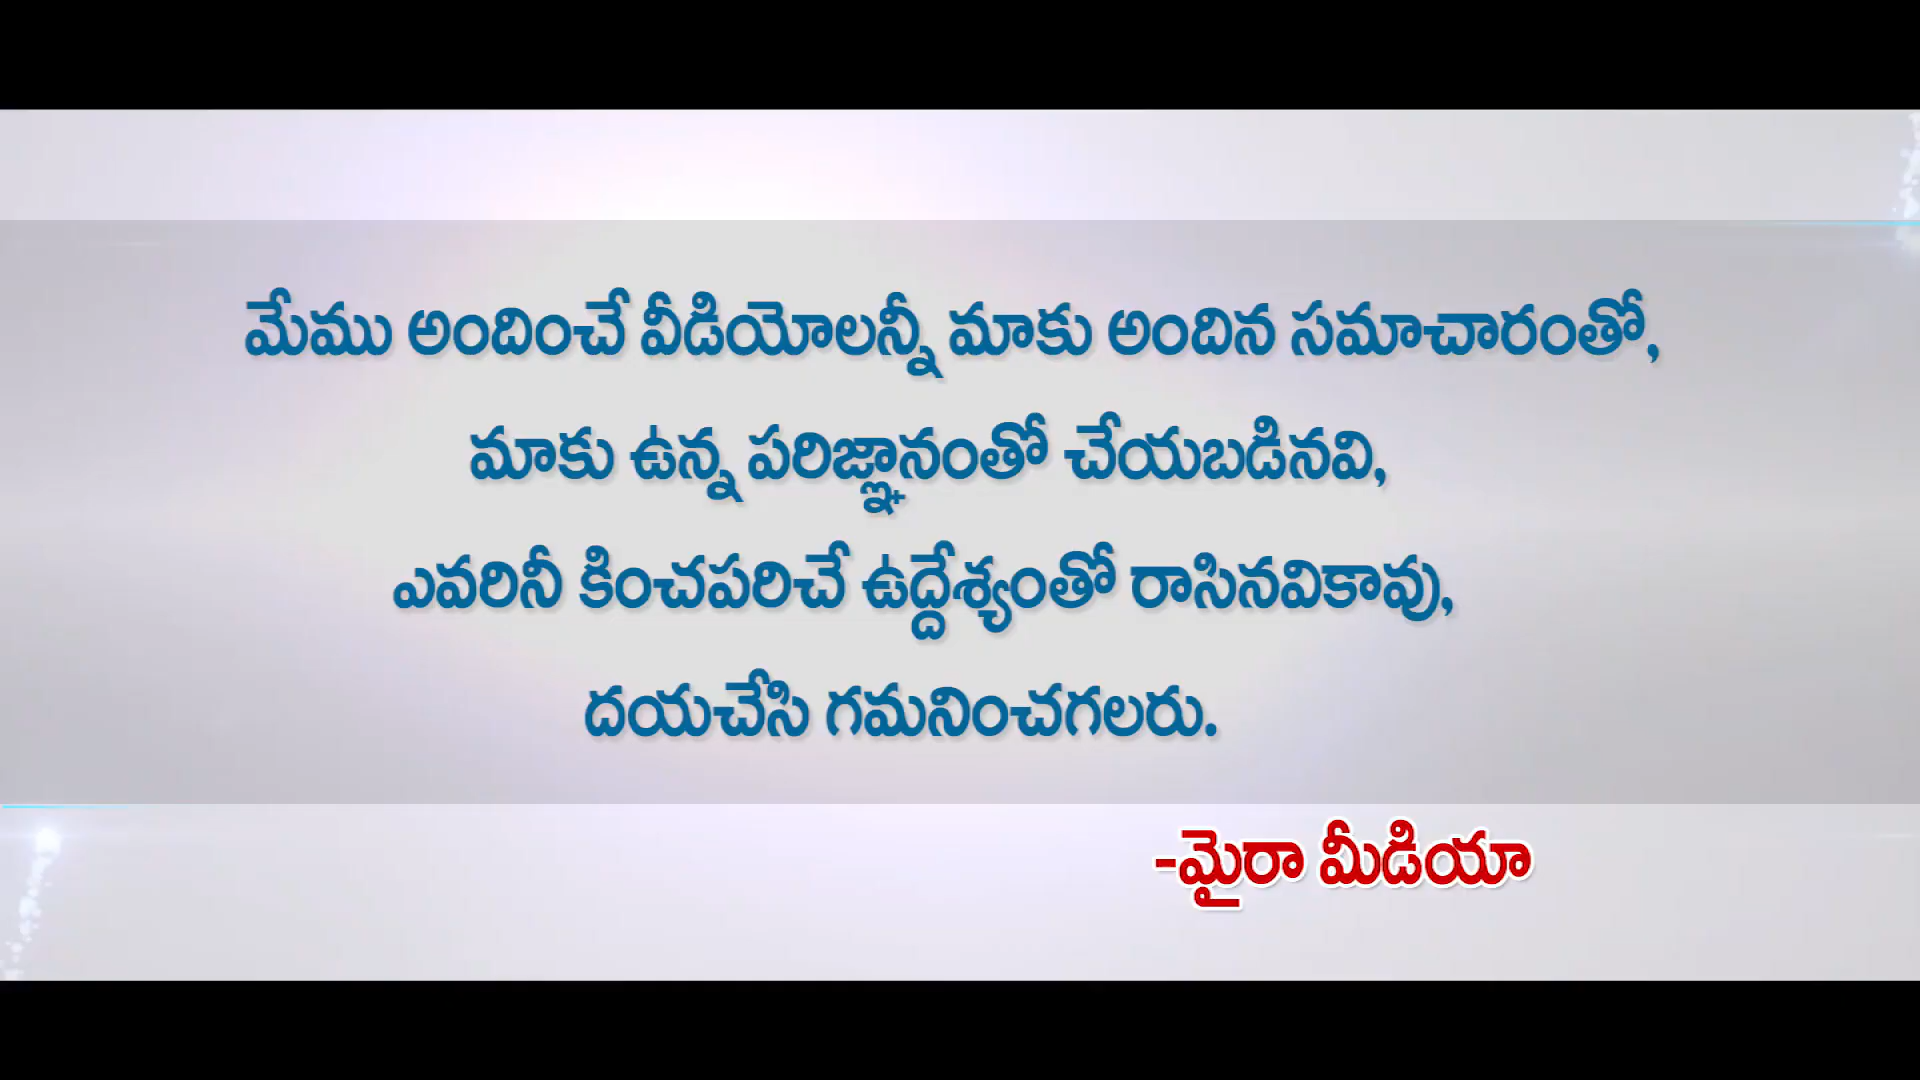 మేము అందించే వీడియోలన్నీ మాకు అందిన సమాచారంతో,
మాకు ఉన్న పరిజ్ఞానంతో చేయబడినవి,
ఎవరినీ కించపరిచే ఉద్దేశ్యంతో రాసినవికావు,
దయచేసి గమనించగలరు.
-మైరా మీడియా